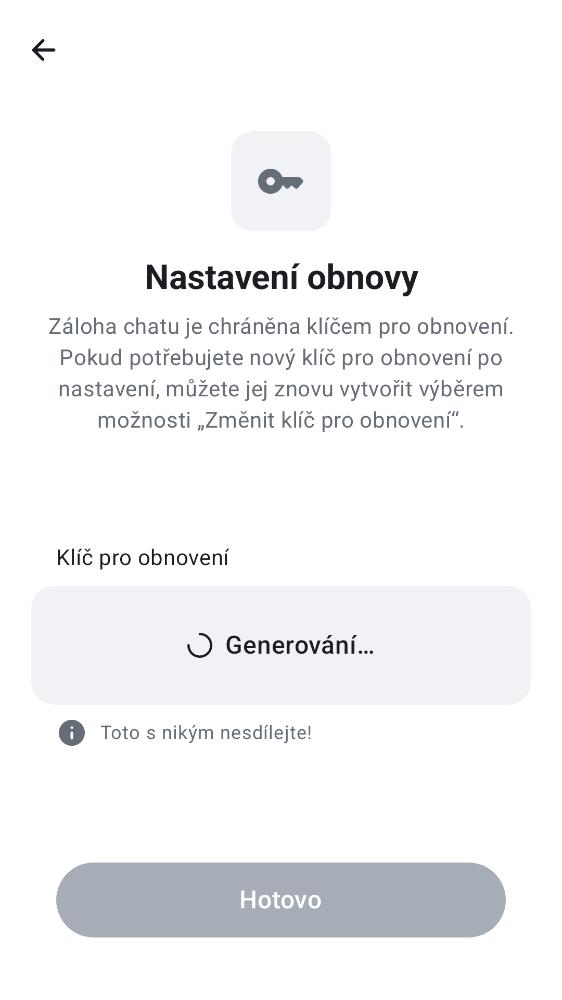 Nastavení obnovy
Záloha chatu je chráněna klíčem pro obnovení.
Pokud potřebujete nový klíč pro obnovení po
nastavení, můžete jej znovu vytvořit výběrem
možnosti „Změnit klíč pro obnovení“.
Klíč pro obnovení
Generování…
Toto s nikým nesdílejte!
Hotovo